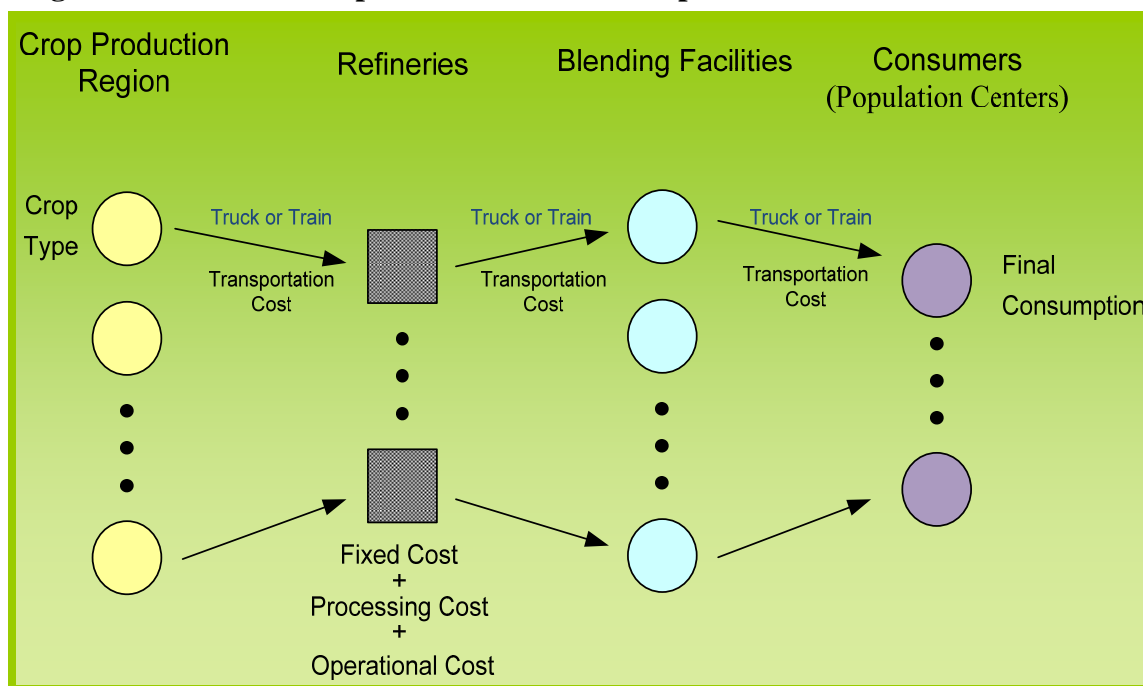 Crop Production
Region
Refineries
Blending Facilities
Consumers
(Population Centers)
Crop
Type
Truck or Train
Transportation
Cost
Truck or Train
Transportation
Cost
Truck or Train
Transportation
Cost
Final
Consumption
Fixed Cost
+
Processing Cost
+
Operational Cost